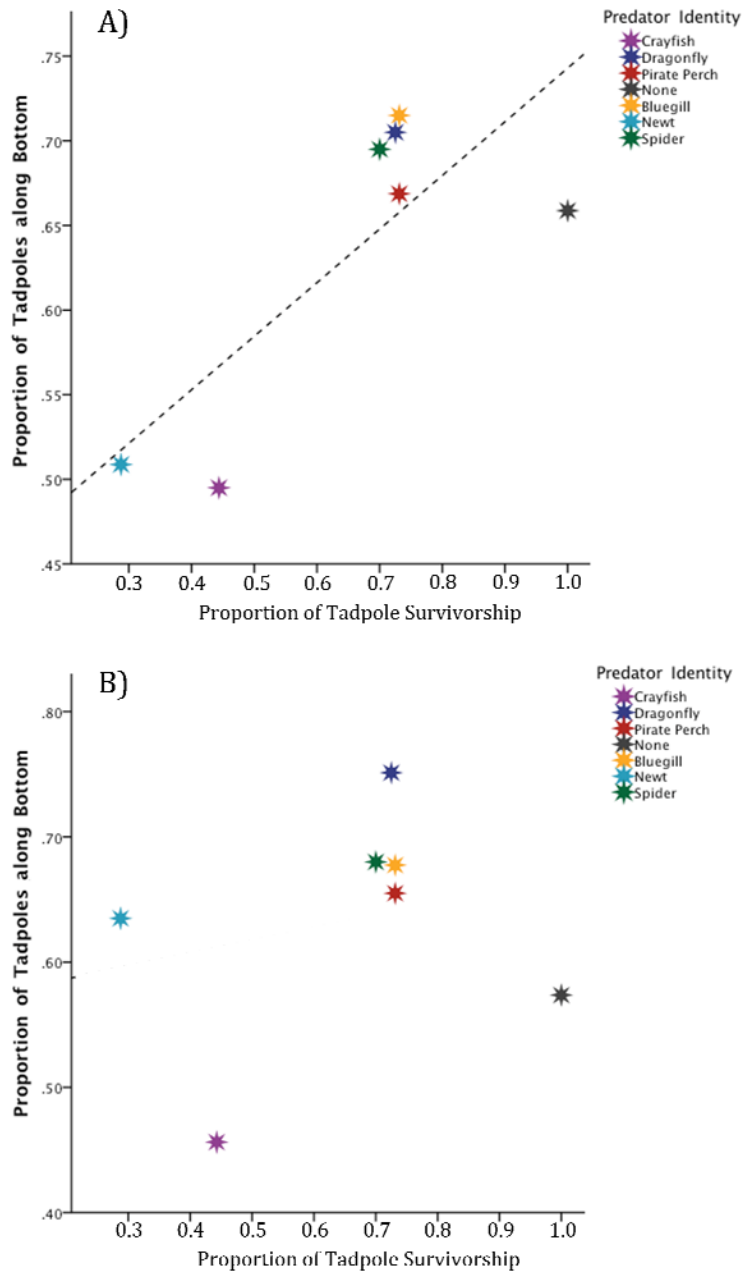 A)
Predator Identity
Crayfish
Dragonfly
Pirate Perch
None
Bluegill
Newt
Spider
Proportion of Tadpoles along Bottom
.75
.70
.65
.60
.55
.50
.45
0.3 0.4 0.5 0.6 0.7 0.8 0.9 1.0
Proportion of Tadpole Survivorship
B)
Predator Identity
Crayfish
Dragonfly
Pirate Perch
None
Bluegill
Newt
Spider
Proportion of Tadpoles along Bottom
.80
.70
.60
.50
.40
0.3 0.4 0.5 0.6 0.7 0.8 0.9 1.0
Proportion of Tadpole Survivorship